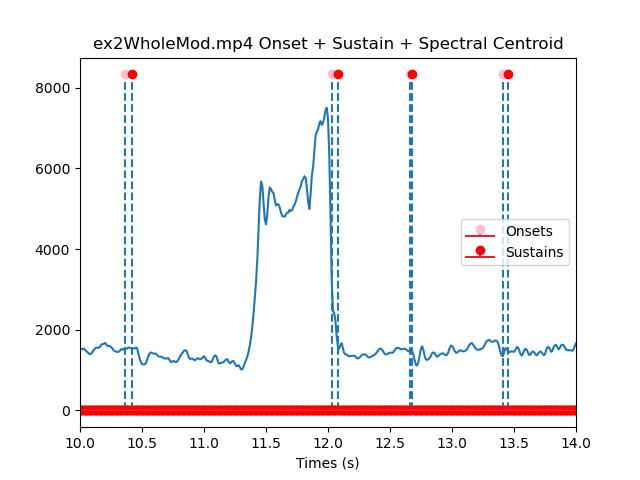 ex2WholeMod.mp4 Onset + Sustain + Spectral Centroid
8000
6000
4000
2000
0
Onsets
Sustains
10.0 10.5 11.0 11.5 12.0 12.5 13.0 13.5 14.0
Times (s)